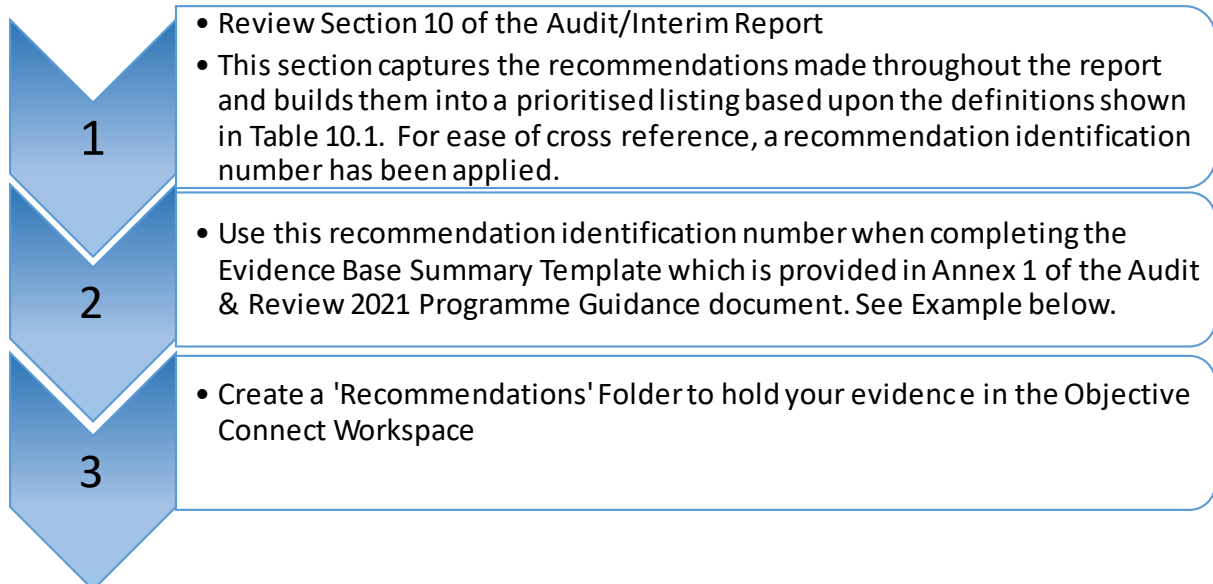 • Review Section 10 of the Audit/Interim Report
• This section captures the recommendations made throughout the report
and builds them into a prioritised listing based upon the definitions shown
in Table 10.1. For ease of cross reference, a recommendation identification
number has been applied.
1
• Use this recommendation identification number when completing the
Evidence Base Summary Template which is provided in Annex 1 of the Audit
& Review 2021 Programme Guidance document. See Example below.
2
• Create a 'Recommendations' Folder to hold your evidence in the Objective
Connect Workspace
3